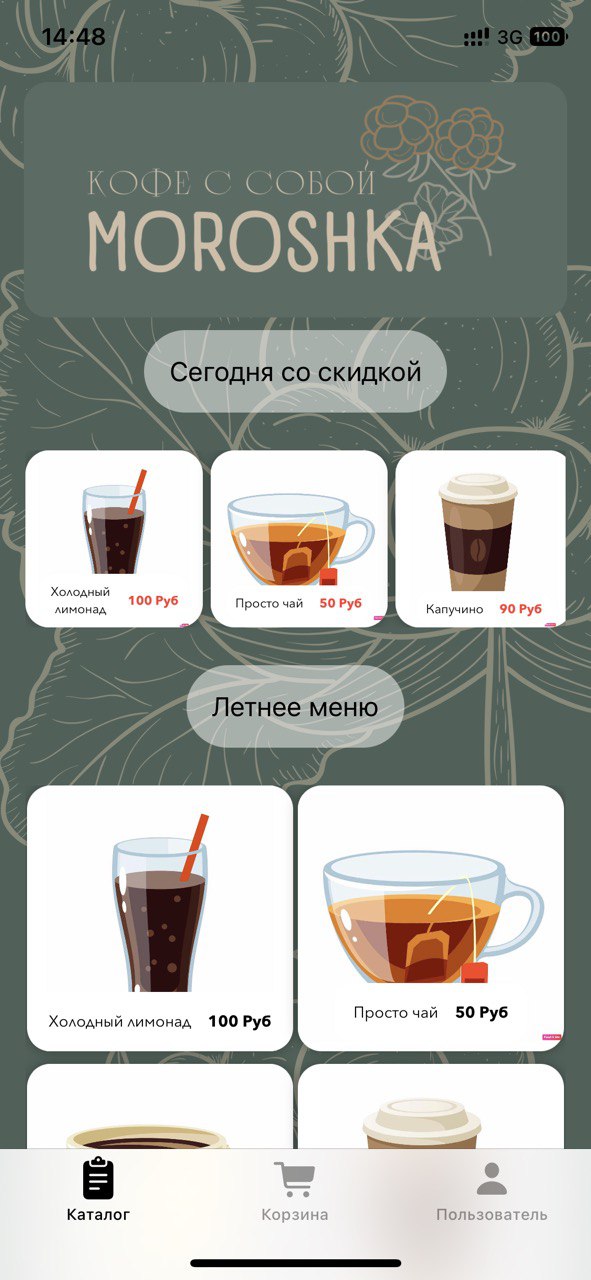 14:48
3G 100
КОФЕ С СОБОЙ
MOROSHKA
Сегодня со скидкой
Холодный
лимонад
100 Руб
Просто чай 50 Руб
Капучино 90 Руб
Летнее меню
Холодный лимонад 100 Руб
Просто чай 50 Руб
Каталог
Корзина
Пользователь